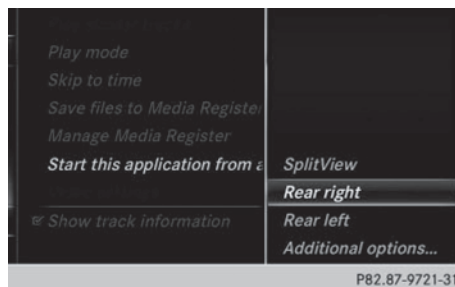 Play mode
Skip to time
Save files to Media Register
Manage Media Register
Start this application from a
SplitView
Rear right
Rear left
Additional options...
Show track information
P82.87-9721-31